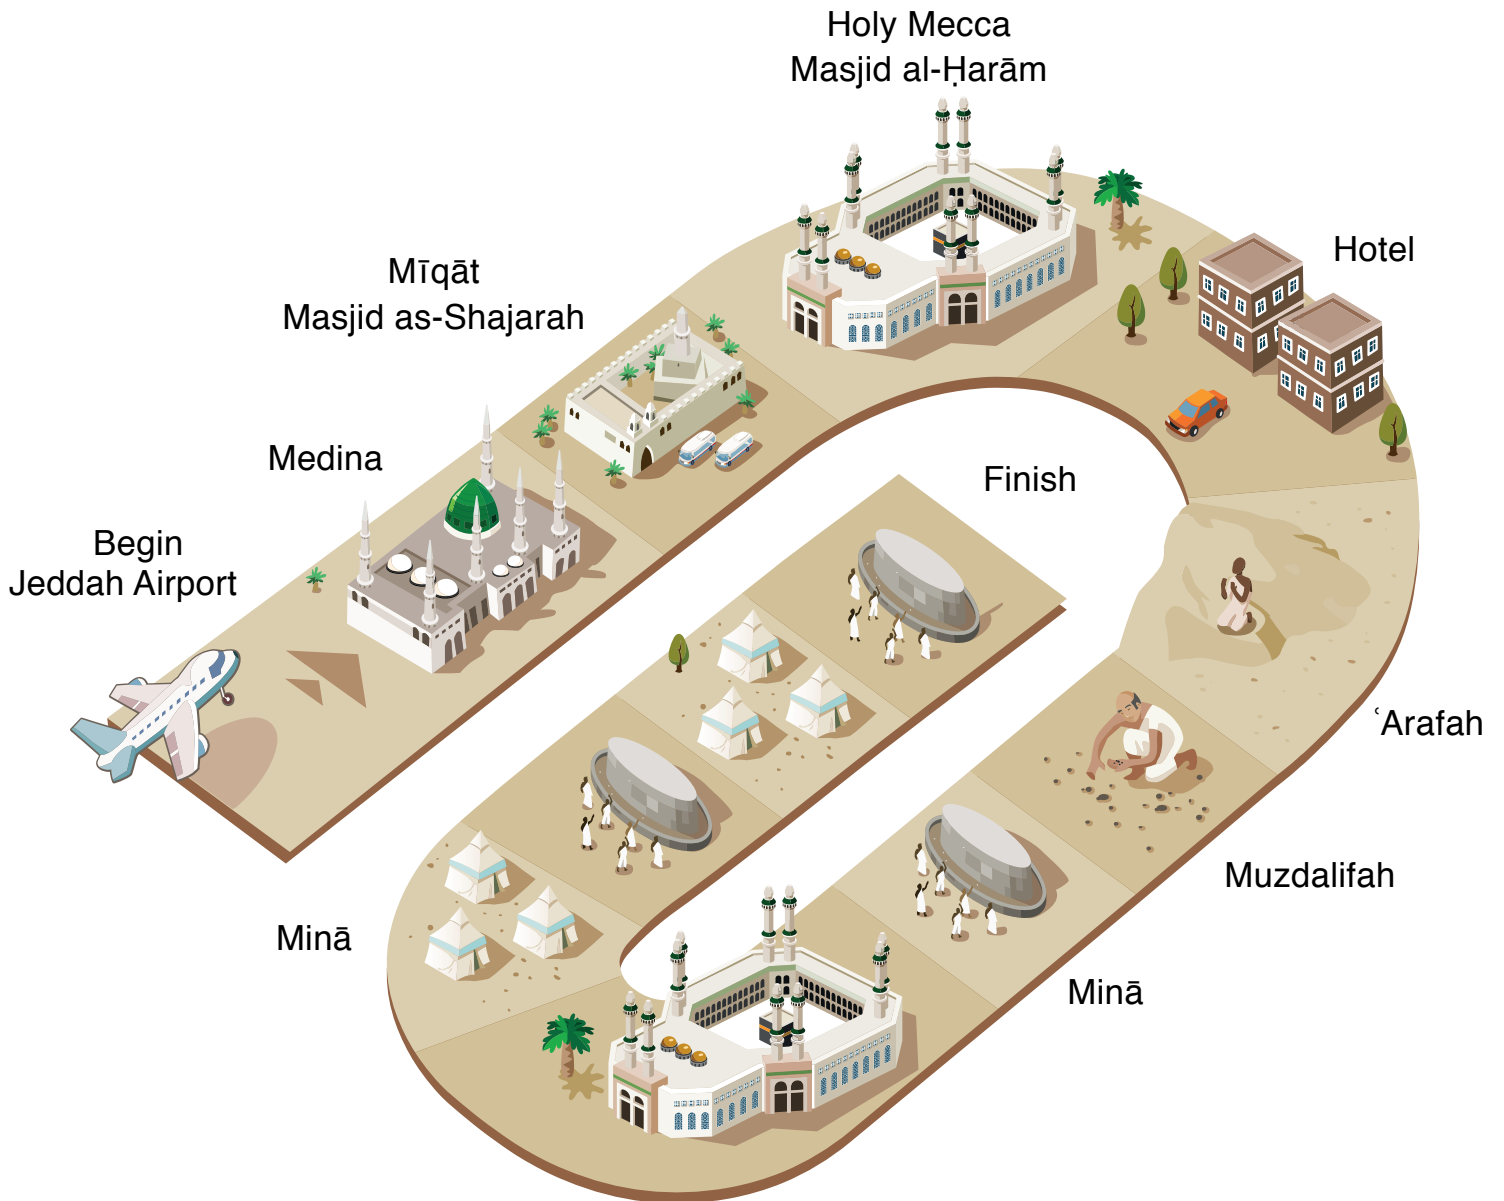 Holy Mecca
Masjid al-Ḥarām
Hotel
Mīqāt
Masjid as-Shajarah
Medina
Finish
Begin
Jeddah Airport
ʿArafah
Muzdalifah
Minā
Minā